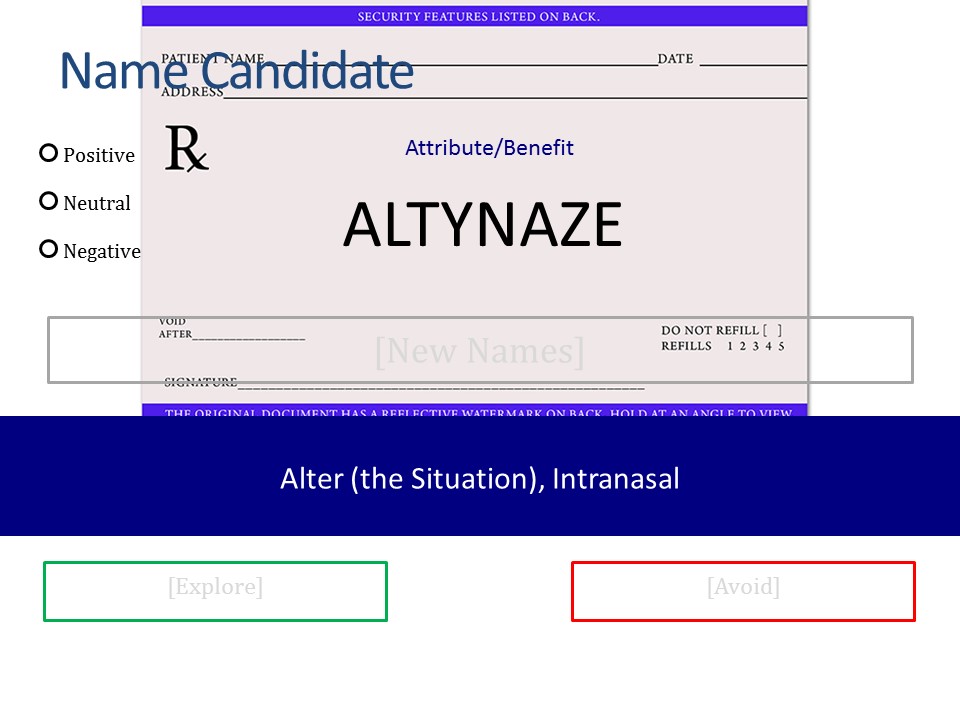 SECURITY FEATURES LISTED ON BACK.
Name Candidate
PATIENT NAME DATE
ADDRESS
Positive
Neutral
Negative
Rx
Attribute/Benefit
ALTYNAZE
VOID
AFTER
DO NOT REFILL [ ]
REFILLS 1 2 3 4 5
[New Names]
SIGNATURE
THE ORIGINAL DOCUMENT HAS A REFLECTIVE WATERMARK ON BACK. HOLD AT AN ANGLE TO VIEW.
Alter (the Situation), Intranasal
[Explore]
[Avoid]